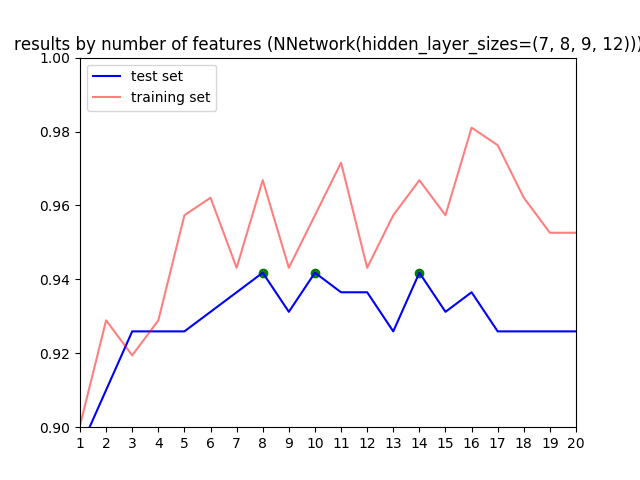 results by number of features (NNetwork(hidden_layer_sizes=(7, 8, 9, 12)))
1.00
test set
training set
0.98
0.96
0.94
0.92
0.90
1 2 3 4 5 6 7 8 9 10 11 12 13 14 15 16 17 18 19 20